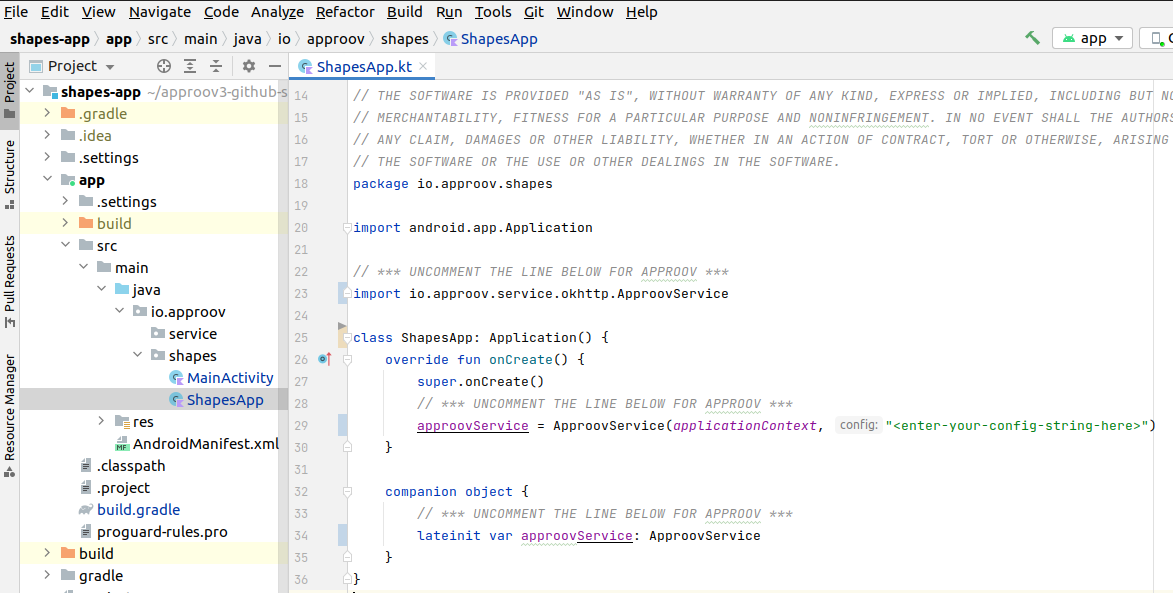 File Edit View Navigate Code Analyze Refactor Build Run Tools Git Window Help
shapes-app app src main java io approov shapes ShapesApp
app
Project
ShapesApp.kt
Project
Structure
Pull Requests
Resource Manager
shapes-app ~/approov3-github-s
.gradle
.idea
.settings
app
.settings
build
src
main
java
io.approov
service
shapes
MainActivity
ShapesApp
res
AndroidManifest.xml
.classpath
.project
build.gradle
proguard-rules.pro
build
gradle
14 // THE SOFTWARE IS PROVIDED "AS IS", WITHOUT WARRANTY OF ANY KIND, EXPRESS OR IMPLIED, INCLUDING BUT NO
15 // MERCHANTABILITY, FITNESS FOR A PARTICULAR PURPOSE AND NONINFRINGEMENT. IN NO EVENT SHALL THE AUTHORS
16 // ANY CLAIM, DAMAGES OR OTHER LIABILITY, WHETHER IN AN ACTION OF CONTRACT, TORT OR OTHERWISE, ARISING
17 // THE SOFTWARE OR THE USE OR OTHER DEALINGS IN THE SOFTWARE.
18 package io.approov.shapes
19
20 import android.app.Application
21
22 // *** UNCOMMENT THE LINE BELOW FOR APPROOV ***
23 import io.approov.service.okhttp.ApproovService
24
25 class ShapesApp: Application() {
26 override fun onCreate() {
27 super.onCreate()
28 // *** UNCOMMENT THE LINE BELOW FOR APPROOV ***
29 approovService = ApproovService(applicationContext, config: "<enter-your-config-string-here>")
30 }
31
32 companion object {
33 // *** UNCOMMENT THE LINE BELOW FOR APPROOV ***
34 lateinit var approovService: ApproovService
35 }
36 }